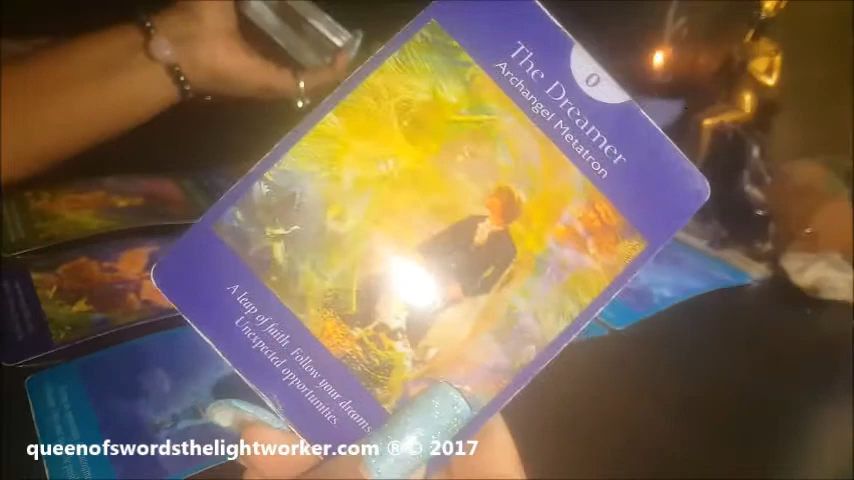 0
The Dreamer
Archangel Metatron
A leap of faith. Follow your dreams.
Unexpected opportunities.
queenofswordsthelightworker.com ® © 2017